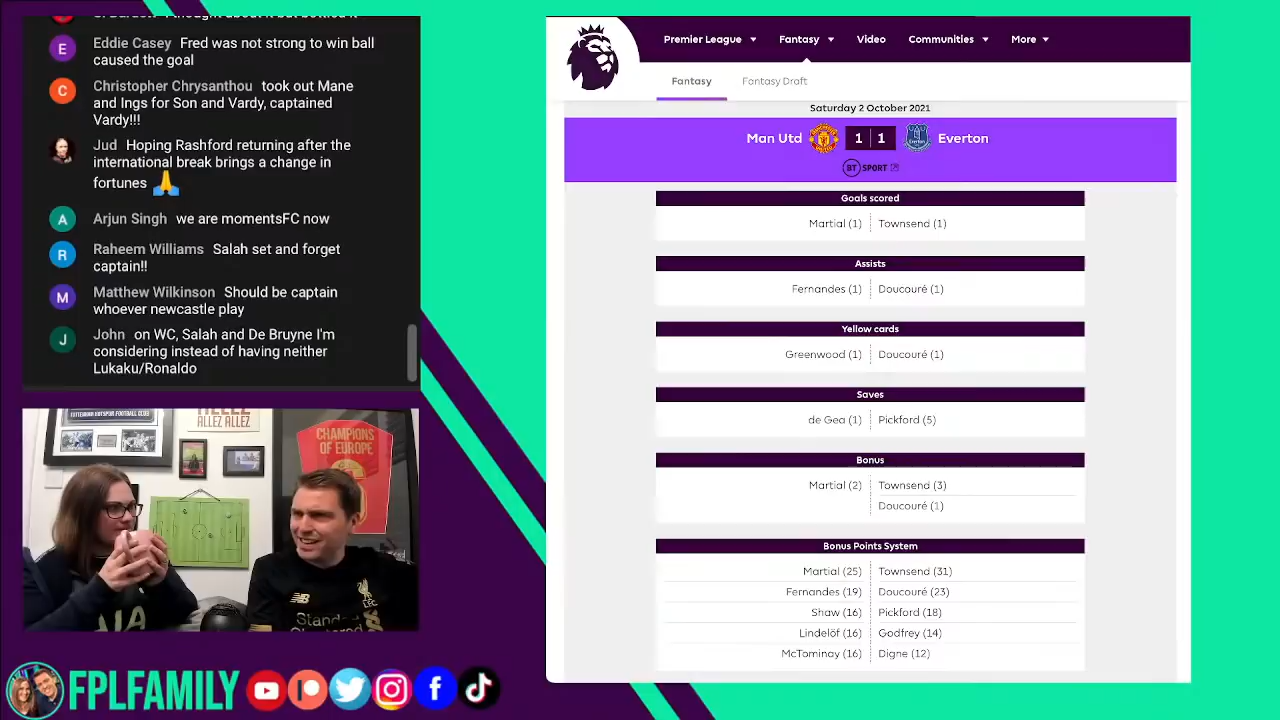 Eddie Casey Fred was not strong to win ball
caused the goal
Christopher Chrysanthou took out Mane
and Ings for Son and Vardy, captained
Vardy!!!
Jud Hoping Rashford returning after the
international break brings a change in
fortunes 🙏
Arjun Singh we are momentsFC now
Raheem Williams Salah set and forget
captain!!
Matthew Wilkinson Should be captain
whoever newcastle play
John on WC, Salah and De Bruyne I'm
considering instead of having neither
Lukaku/Ronaldo
E
C
A
R
M
J
TOTTENHAM HOTSPUR FOOTBALL CLUB
ALLEZ ALLEZ
CHAMPIONS
OF EUROPE
FPLFAMILY
Premier League Fantasy Video Communities More
Fantasy Fantasy Draft
Saturday 2 October 2021
Man Utd 1 1 Everton
BT SPORT
Goals scored
Martial (1) Townsend (1)
Assists
Fernandes (1) Doucouré (1)
Yellow cards
Greenwood (1) Doucouré (1)
Saves
de Gea (1) Pickford (5)
Bonus
Martial (2) Townsend (3)
Doucouré (1)
Bonus Points System
Martial (25) Townsend (31)
Fernandes (19) Doucouré (23)
Shaw (16) Pickford (18)
Lindelöf (16) Godfrey (14)
McTominay (16) Digne (12)